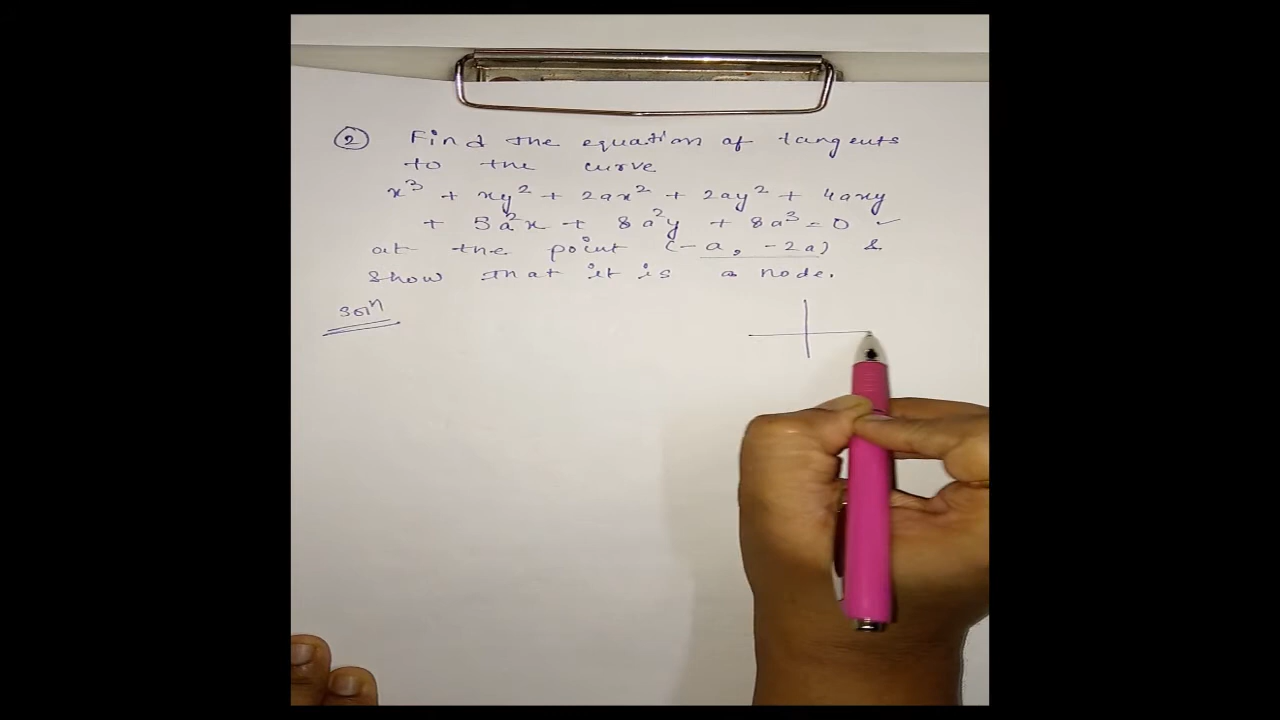 ② Find the equation of tangents
to the curve
x³ + xy² + 2ax² + 2ay² + 4axy
+ 5a²x + 8a²y + 8a³ = 0 ✓
at the point (-a, -2a) &
show that it is a node.
Solⁿ